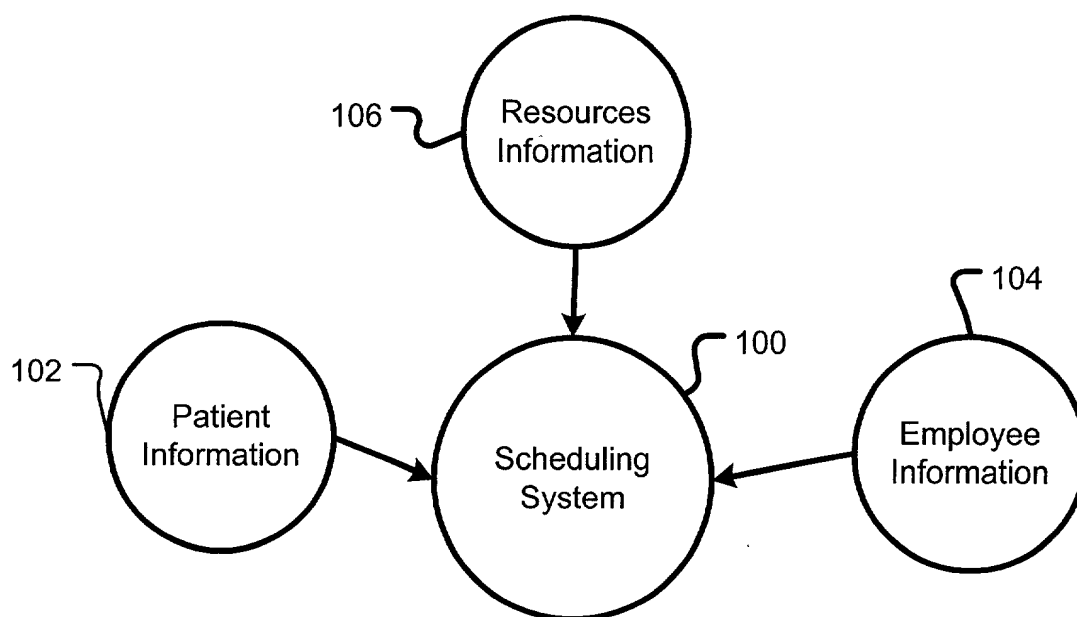 106
Resources
Information
104
100
102
Patient
Information
Scheduling
System
Employee
Information